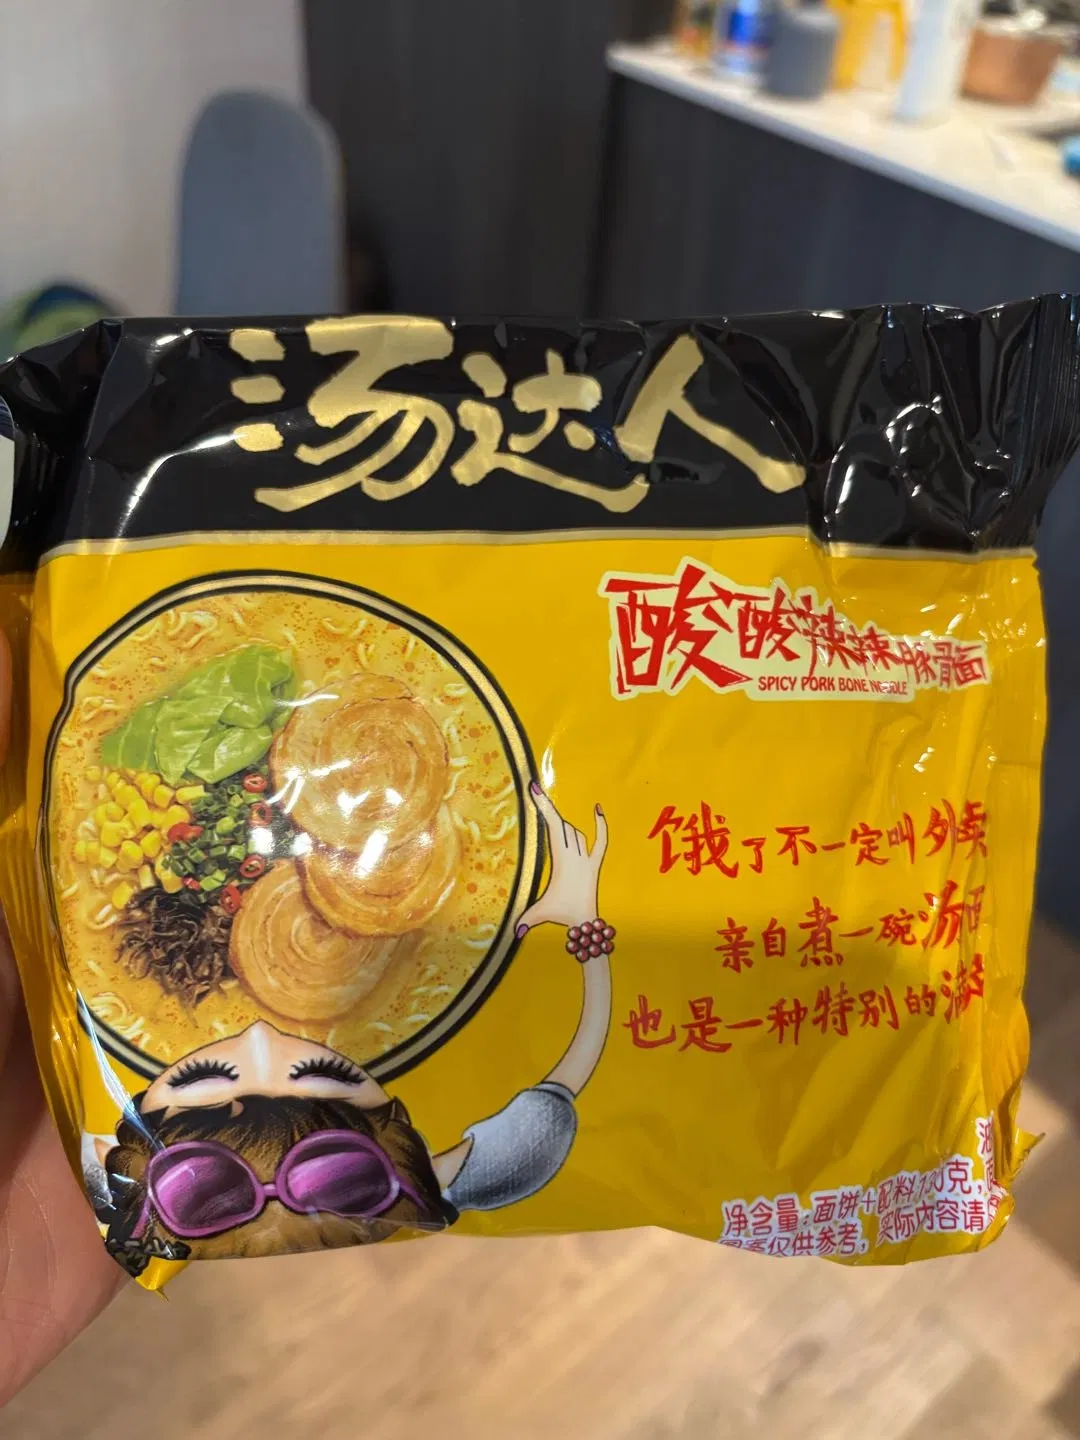 汤达人
酸酸辣辣豚骨面
SPICY PORK BONE NOODLE
饿了不一定叫外卖
亲自煮一碗汤面
也是一种特别的满
净含量:面饼+配料 克,
图案仅供参考,实际内容请